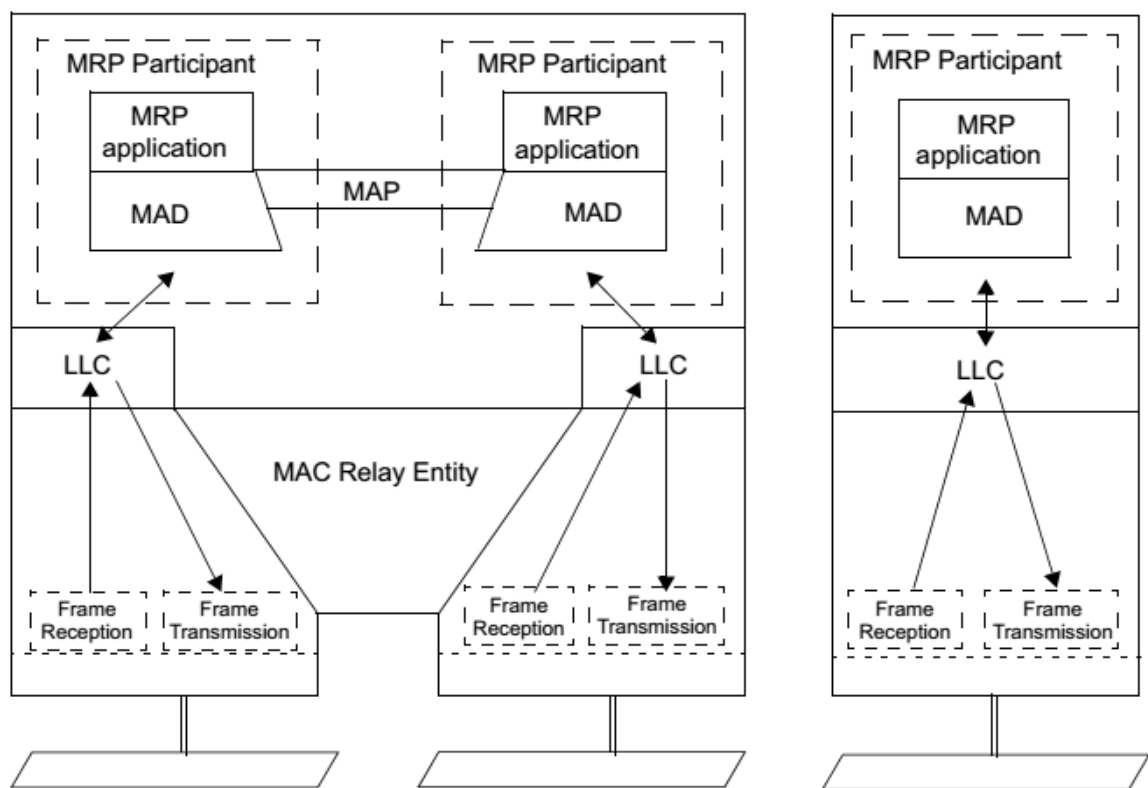 MRP Participant
MRP
application
MAD
MAP
MRP Participant
MRP
application
MAD
LLC
LLC
MAC Relay Entity
Frame
Reception
Frame
Transmission
Frame
Reception
Frame
Transmission
MRP Participant
MRP
application
MAD
LLC
Frame
Reception
Frame
Transmission